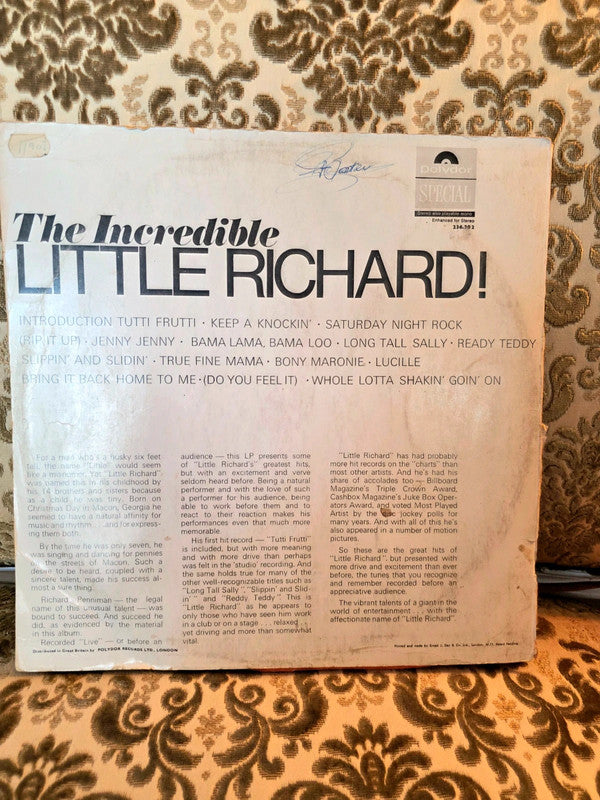 Polydor
SPECIAL
Stereo also playable mono
Enhanced for Stereo
236.202
The Incredible
LITTLE RICHARD!
INTRODUCTION TUTTI FRUTTI · KEEP A KNOCKIN' · SATURDAY NIGHT ROCK
(RIP IT UP) · JENNY JENNY · BAMA LAMA, BAMA LOO · LONG TALL SALLY · READY TEDDY
SLIPPIN' AND SLIDIN' · TRUE FINE MAMA · BONY MARONIE · LUCILLE
BRING IT BACK HOME TO ME · (DO YOU FEEL IT) · WHOLE LOTTA SHAKIN' GOIN' ON
For a man who's a husky six feet
tall, the name "Little" would seem
like a misnomer. Yet "Little Richard"
was named this in his childhood by
his 14 brothers and sisters because
as a child he was tiny. Born on
Christmas Day in Macon, Georgia he
seemed to have a natural affinity for
music and rhythm . . . and for express-
ing them both.
By the time he was only seven, he
was singing and dancing for pennies
on the streets of Macon. Such a
desire to be heard, coupled with a
sincere talent, made his success al-
most a sure thing.
Richard Penniman — the legal
name of this unusual talent — was
bound to succeed. And succeed he
did, as evidenced by the material
in this album.
Recorded "Live" — or before an
audience — this LP presents some
of "Little Richard's" greatest hits,
but with an excitement and verve
seldom heard before. Being a natural
performer and with the love of such
a performer for his audience, being
able to work before them and to
react to their reaction makes his
performances even that much more
memorable.
His first hit record — "Tutti Frutti"
is included, but with more meaning
and with more drive than perhaps
was felt in the 'studio' recording. And
the same holds true for many of the
other well-recognizable titles such as
"Long Tall Sally", "Slippin' and Slid-
in'" and "Reddy Teddy". This is
"Little Richard" as he appears to
only those who have seen him work
in a club or on a stage . . . relaxed,
yet driving and more than somewhat
vital.
"Little Richard" has had probably
more hit records on the "charts" than
most other artists. And he's had his
share of accolades too — Billboard
Magazine's Triple Crown Award,
Cashbox Magazine's Juke Box Oper-
ators Award, and voted Most Played
Artist by the disc jockey polls for
many years. And with all of this he's
also appeared in a number of motion
pictures.
So these are the great hits of
"Little Richard", but presented with
more drive and excitement than ever
before, the tunes that you recognize
and remember recorded before an
appreciative audience.
The vibrant talents of a giant in the
world of entertainment . . . with the
affectionate name of "Little Richard".
Distributed in Great Britain by POLYDOR RECORDS LTD., LONDON
Printed and made by Ernest J. Day & Co. Ltd., London, W.11. Patent Pending.